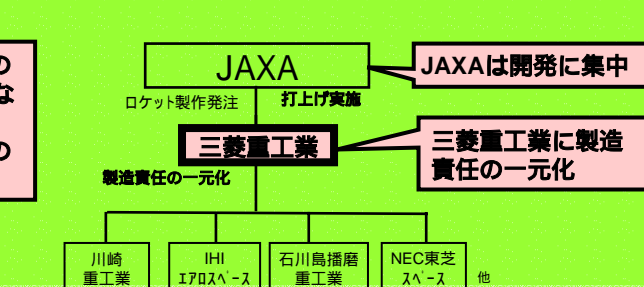 の
な
の
JAXA
JAXAは開発に集中
ロケット製作発注
打上げ実施
三菱重工業
三菱重工業に製造
責任の一元化
製造責任の一元化
川崎
重工業
IHI
エアロスペース
石川島播磨
重工業
NEC東芝
スペース
他